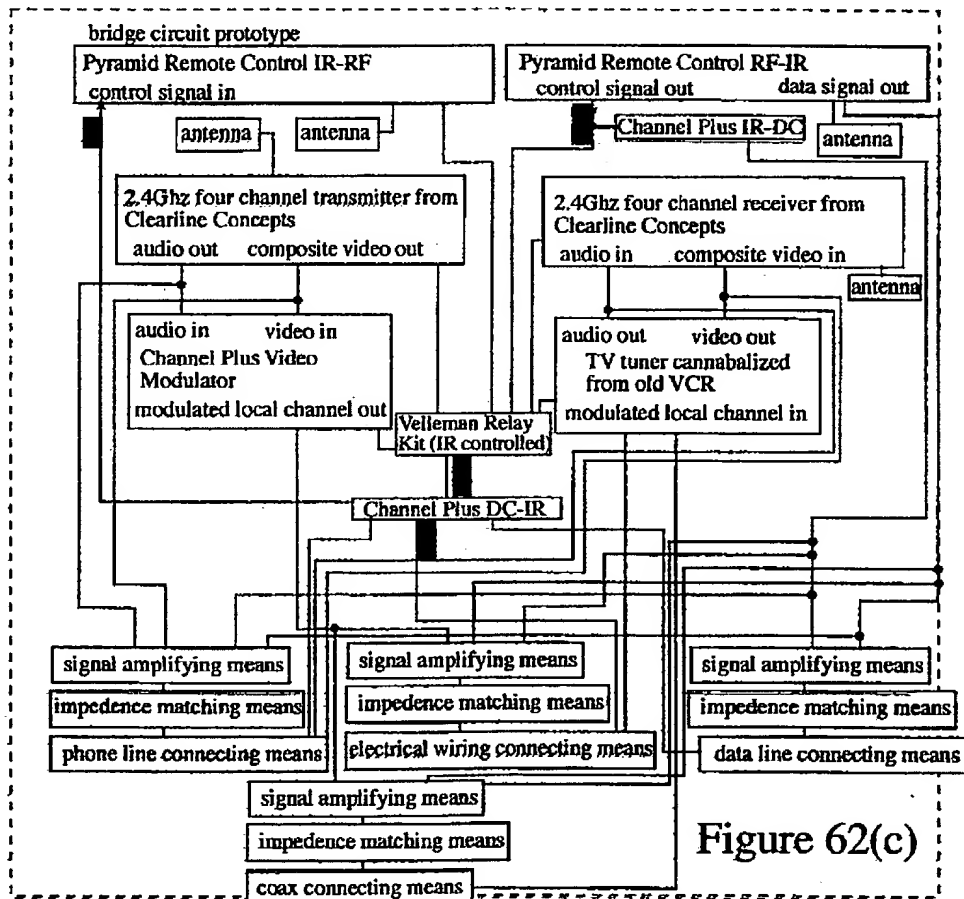 bridge circuit prototype
Pyramid Remote Control IR-RF
control signal in
Pyramid Remote Control RF-IR
control signal out data signal out
antenna
antenna
Channel Plus IR-DC
antenna
2.4Ghz four channel transmitter from
Clearline Concepts
audio out composite video out
2.4Ghz four channel receiver from
Clearline Concepts
audio in composite video in
antenna
audio in video in
Channel Plus Video
Modulator
modulated local channel out
audio out video out
TV tuner cannabalized
from old VCR
modulated local channel in
Velleman Relay
Kit (IR controlled)
Channel Plus DC-IR
signal amplifying means
impedence matching means
phone line connecting means
signal amplifying means
impedence matching means
electrical wiring connecting means
signal amplifying means
impedence matching means
data line connecting means
signal amplifying means
impedence matching means
coax connecting means
Figure 62(c)